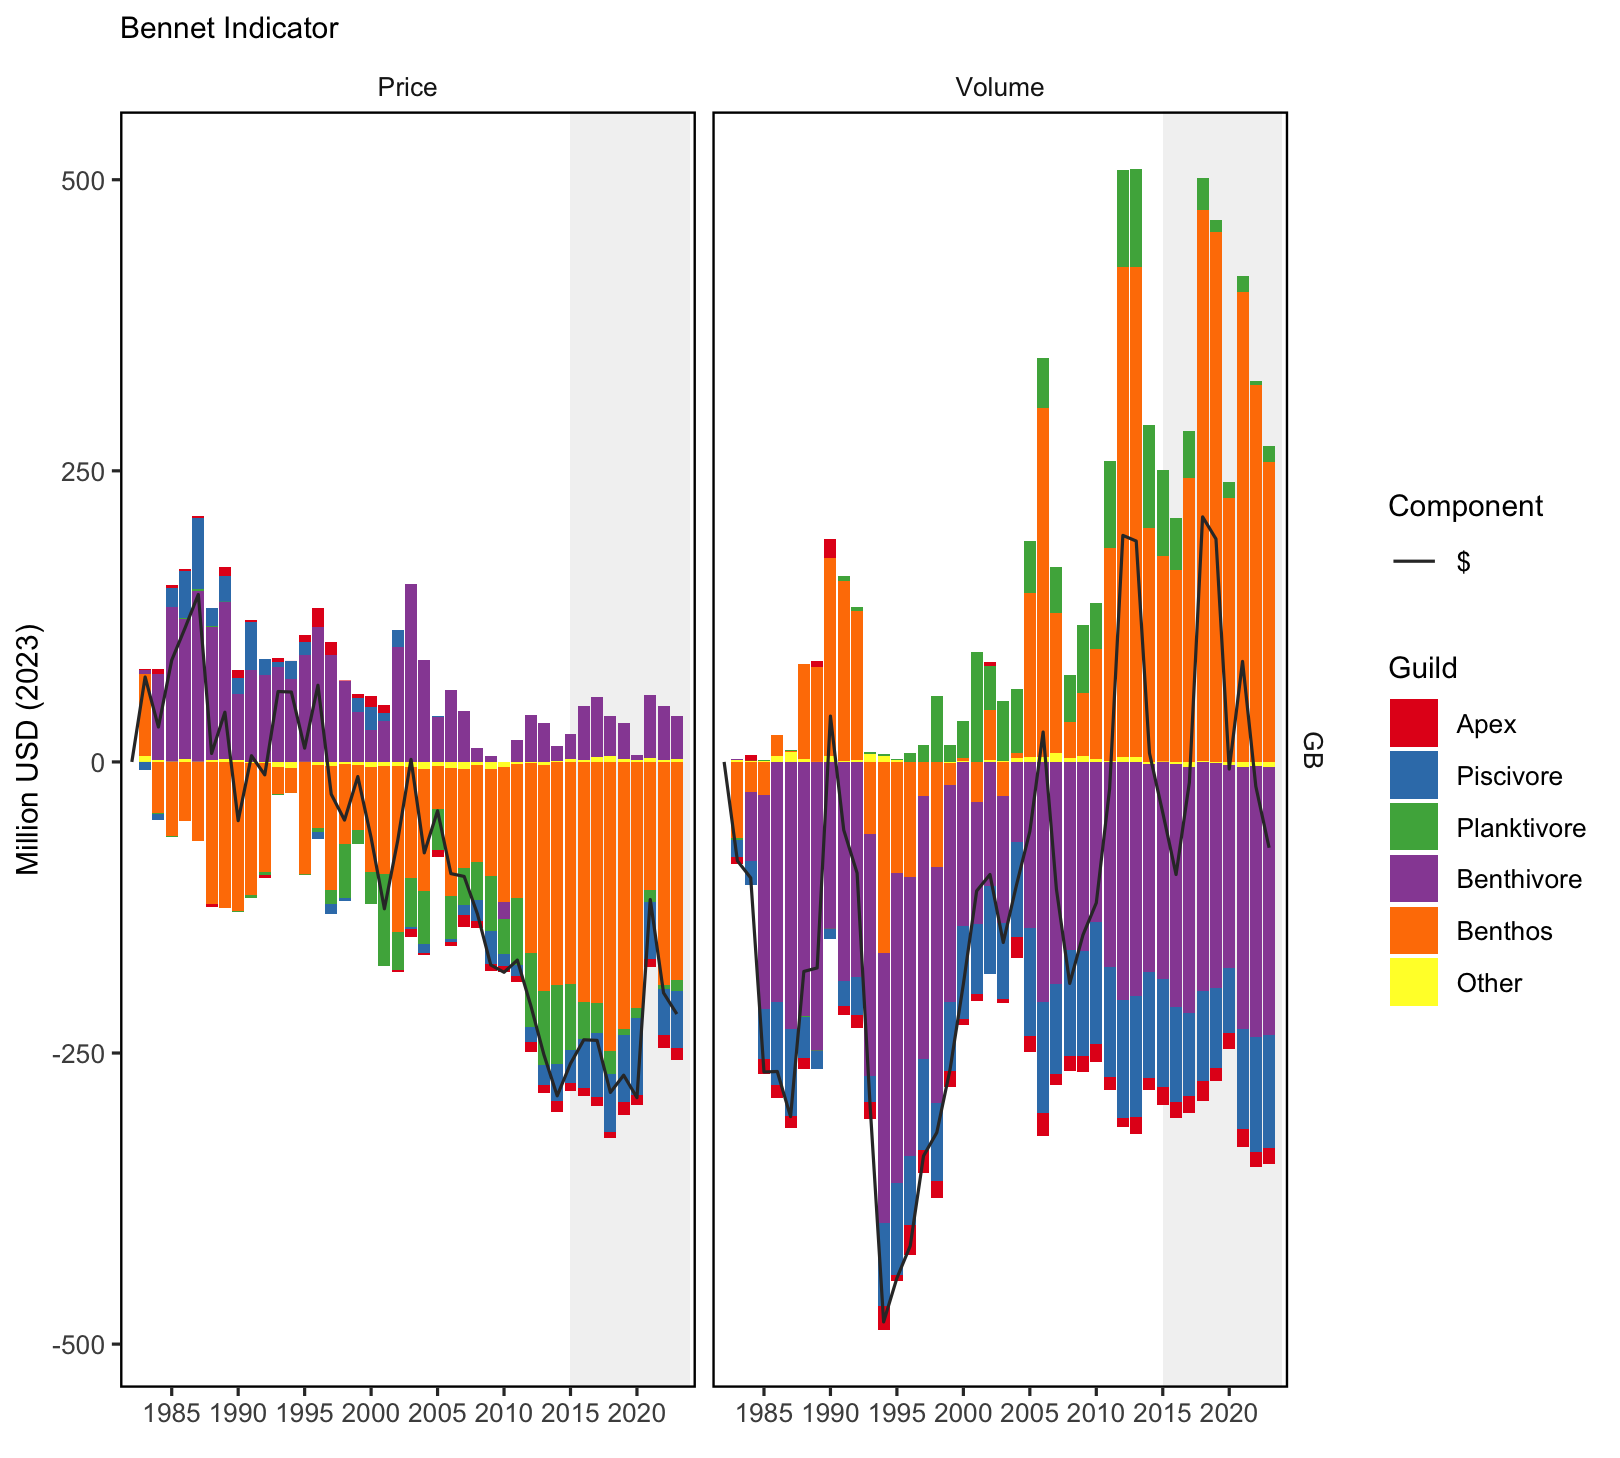 Bennet Indicator
Price
Volume
Million USD (2023)
500
250
0
-250
-500
1985 1990 1995 2000 2005 2010 2015 2020
1985 1990 1995 2000 2005 2010 2015 2020
GB
Component
$
Guild
Apex
Piscivore
Planktivore
Benthivore
Benthos
Other